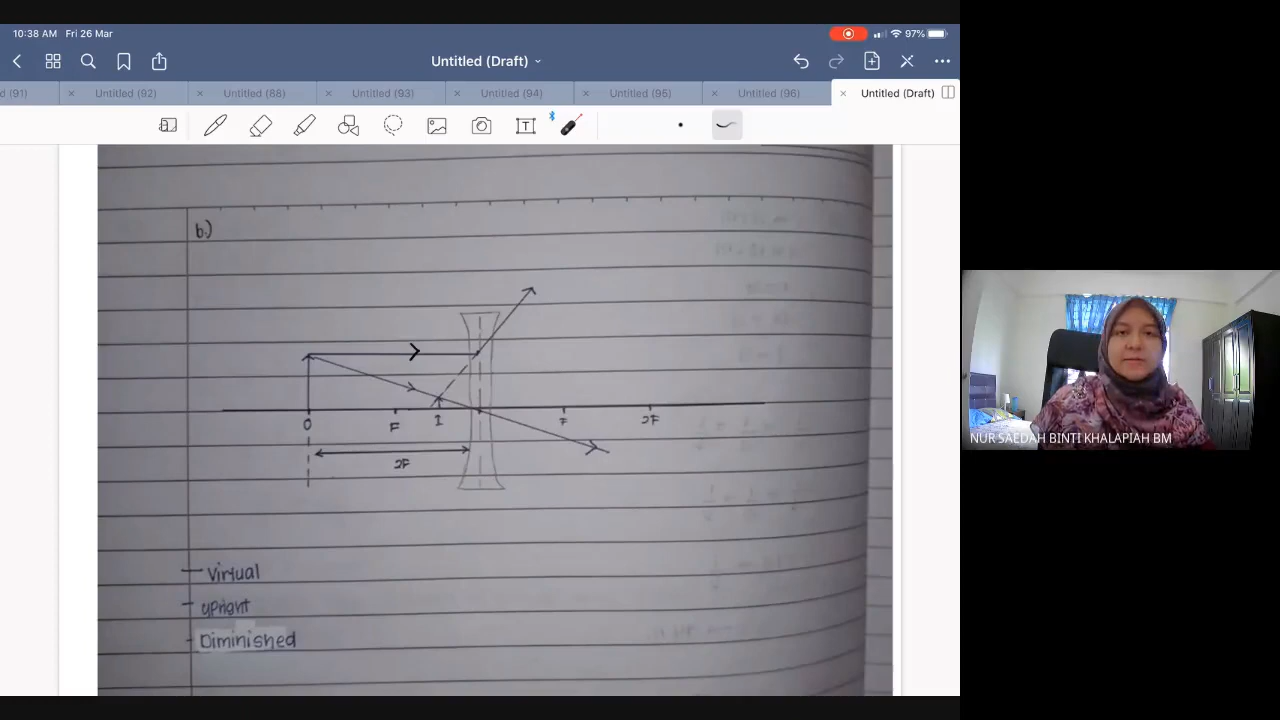 10:38 AM Fri 26 Mar
97%
Untitled (Draft)
d (91)
Untitled (92)
Untitled (88)
Untitled (93)
Untitled (94)
Untitled (95)
Untitled (96)
Untitled (Draft)
T
b.)
O
F
I
F
2F
2F
- Virtual
- upright
- Diminished
NUR SAEDAH BINTI KHALAPIAH BM